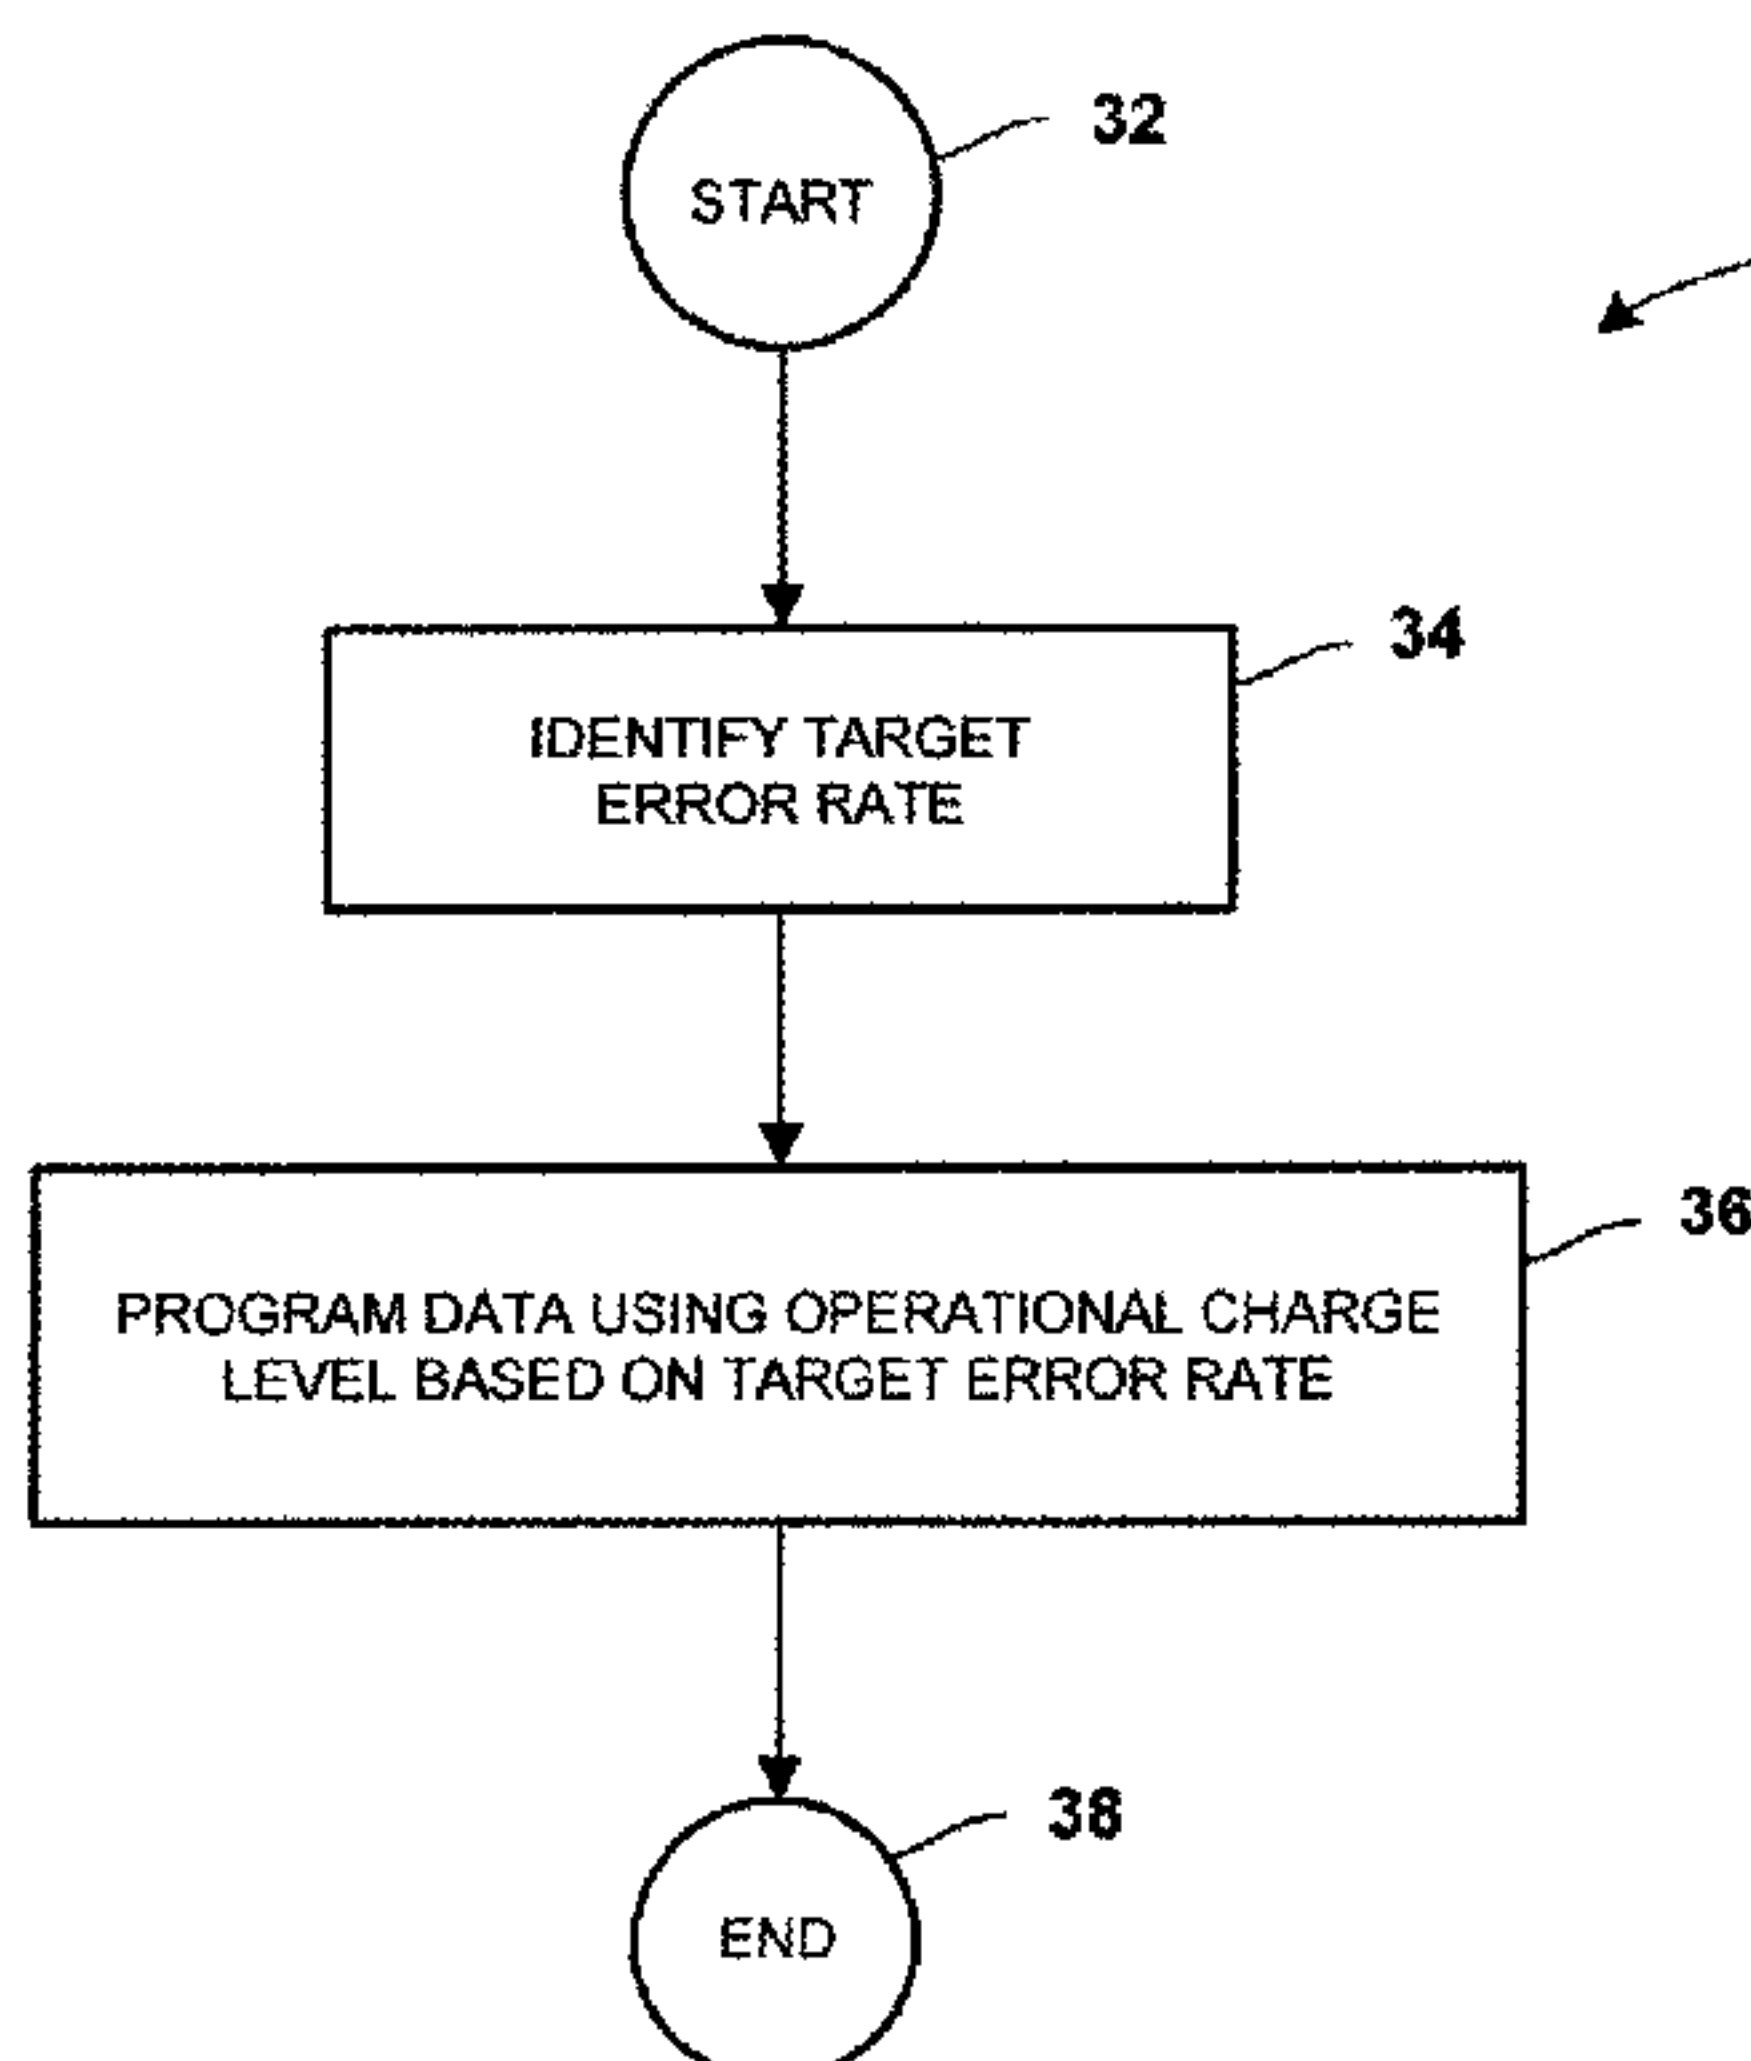 32
START
34
IDENTIFY TARGET
ERROR RATE
36
PROGRAM DATA USING OPERATIONAL CHARGE
LEVEL BASED ON TARGET ERROR RATE
38
END